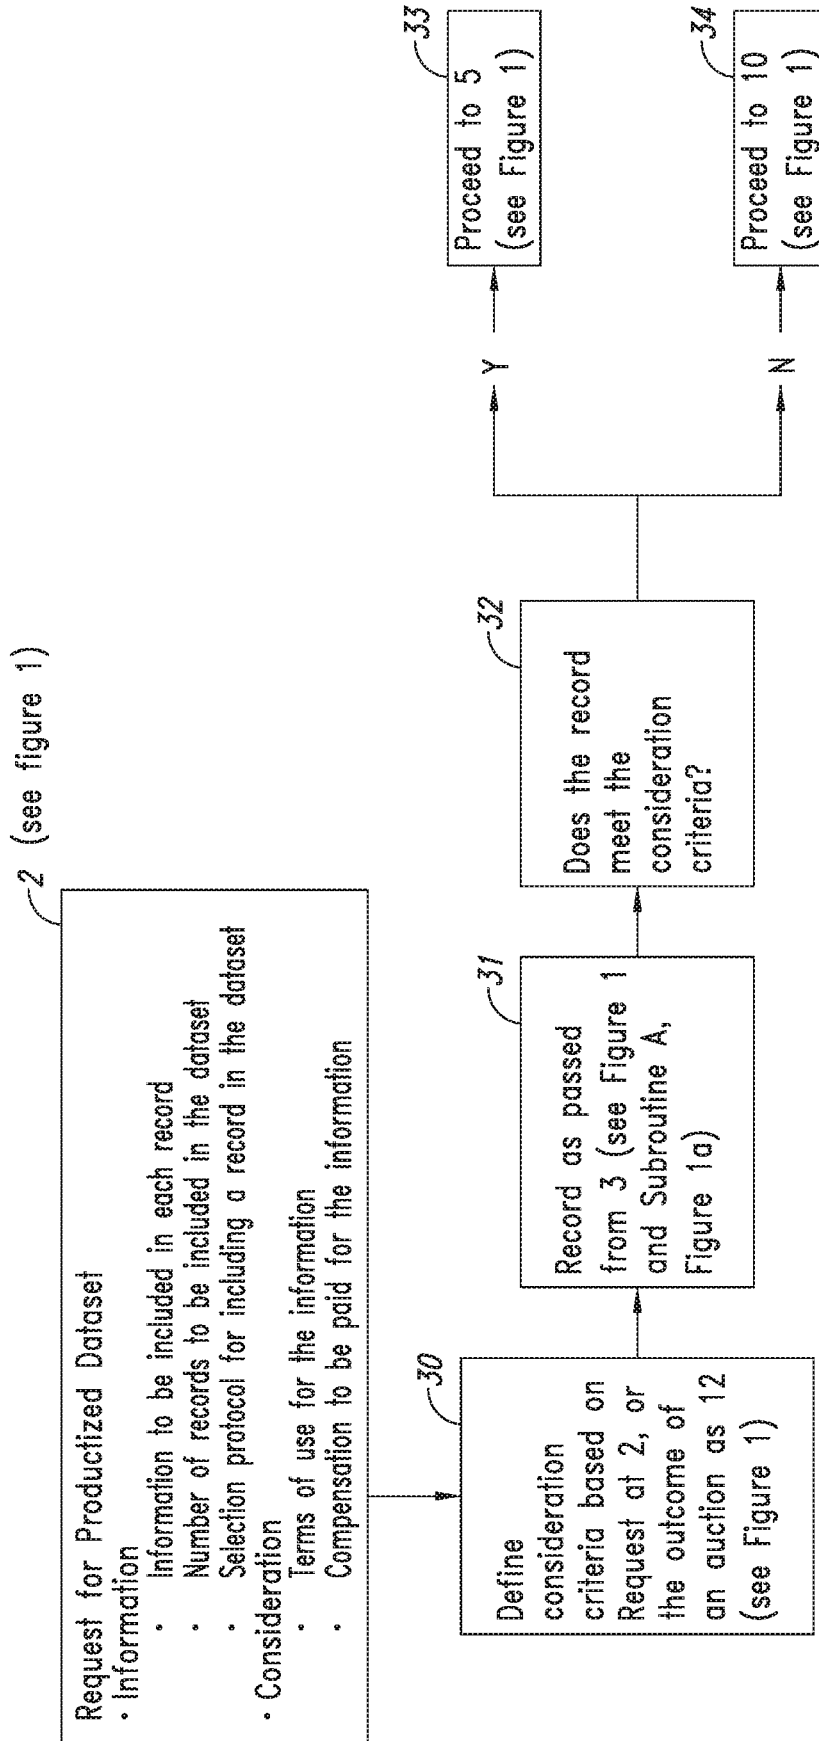 2 (see figure 1)
Request for Productized Dataset
• Information
• Information to be included in each record
• Number of records to be included in the dataset
• Selection protocol for including a record in the dataset
• Consideration
• Terms of use for the information
• Compensation to be paid for the information
30
Define
consideration
criteria based on
Request at 2, or
the outcome of
an auction as 12
(see Figure 1)
31
Record as passed
from 3 (see Figure 1
and Subroutine A,
Figure 1a)
32
Does the record
meet the
consideration
criteria?
Y
33
Proceed to 5
(see Figure 1)
N
34
Proceed to 10
(see Figure 1)